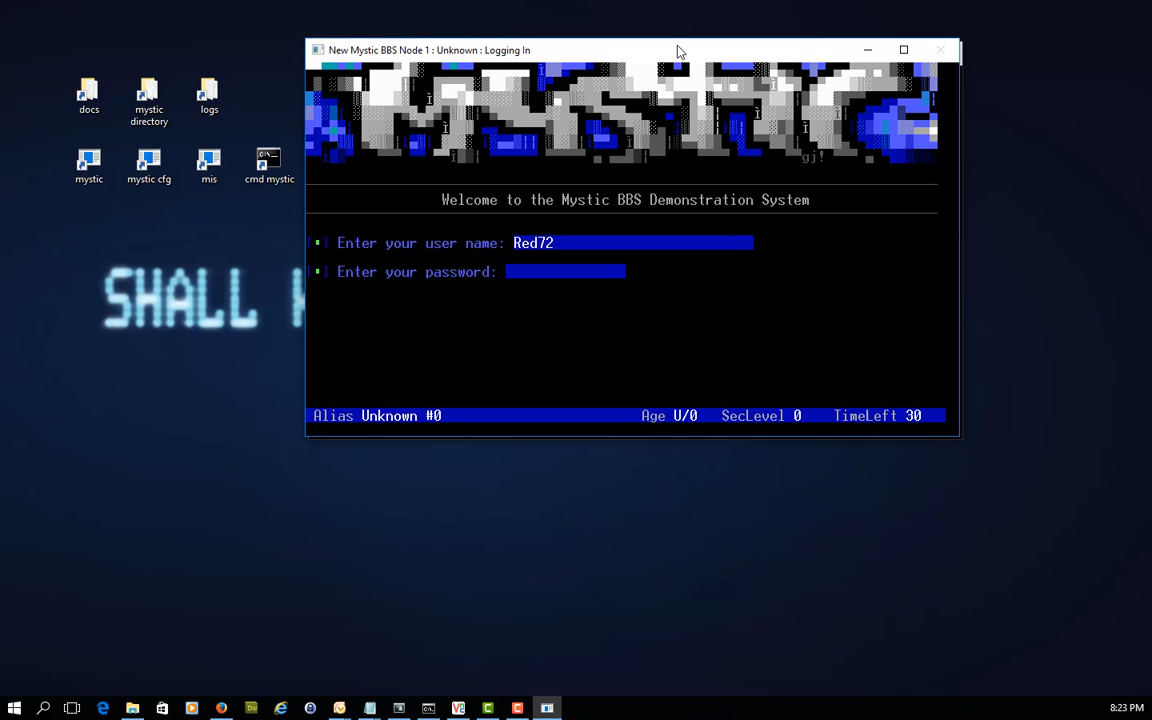 New Mystic BBS Node 1 : Unknown : Logging In
docs
mystic directory
logs
mystic
mystic cfg
mis
cmd mystic
gj!
Welcome to the Mystic BBS Demonstration System
Enter your user name: Red72
Enter your password:
SHALL
Alias Unknown #0 Age U/0 SecLevel 0 TimeLeft 30
8:23 PM